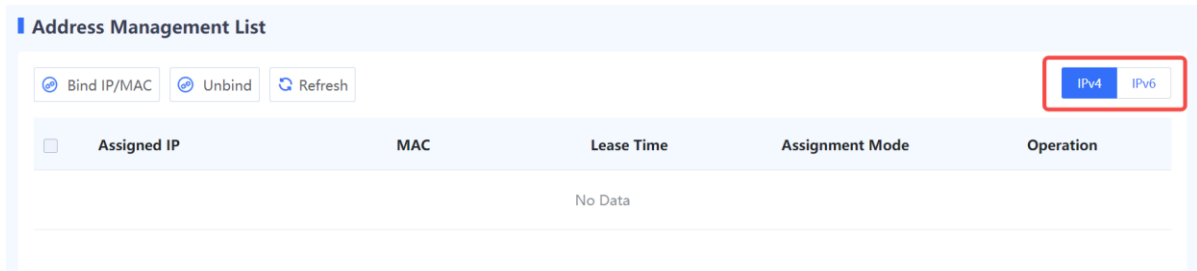 Address Management List
Bind IP/MAC Unbind Refresh IPv4 IPv6
Assigned IP MAC Lease Time Assignment Mode Operation
No Data